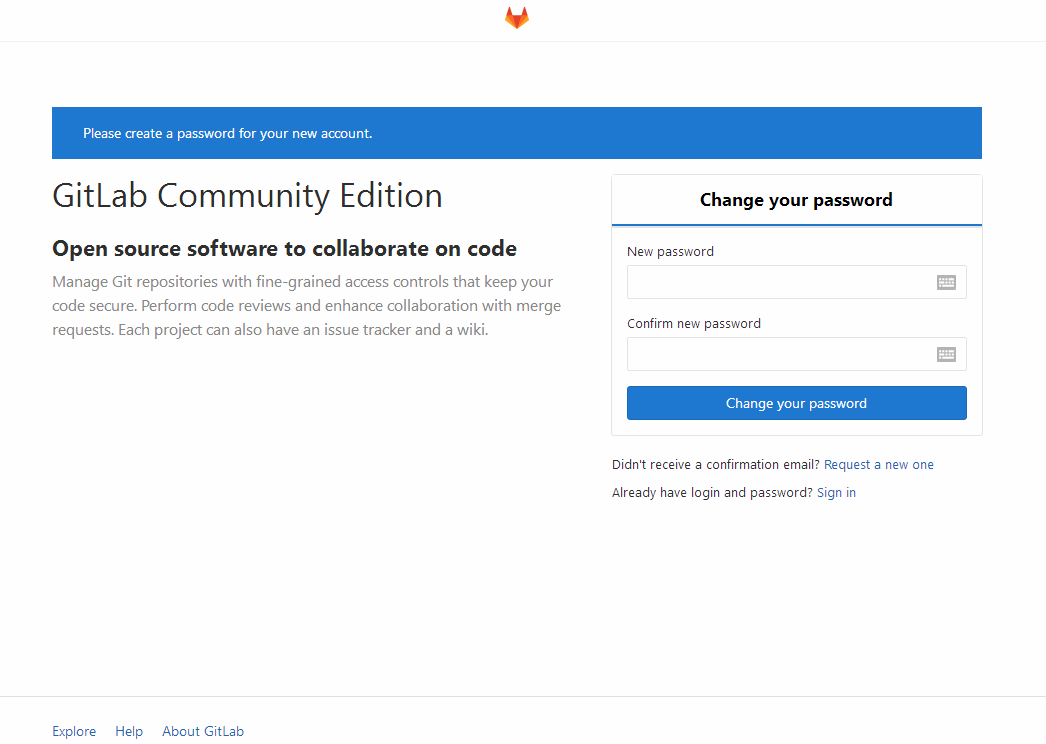 Please create a password for your new account.
GitLab Community Edition
Open source software to collaborate on code
Manage Git repositories with fine-grained access controls that keep your
code secure. Perform code reviews and enhance collaboration with merge
requests. Each project can also have an issue tracker and a wiki.
Change your password
New password
Confirm new password
Change your password
Didn't receive a confirmation email? Request a new one
Already have login and password? Sign in
Explore Help About GitLab